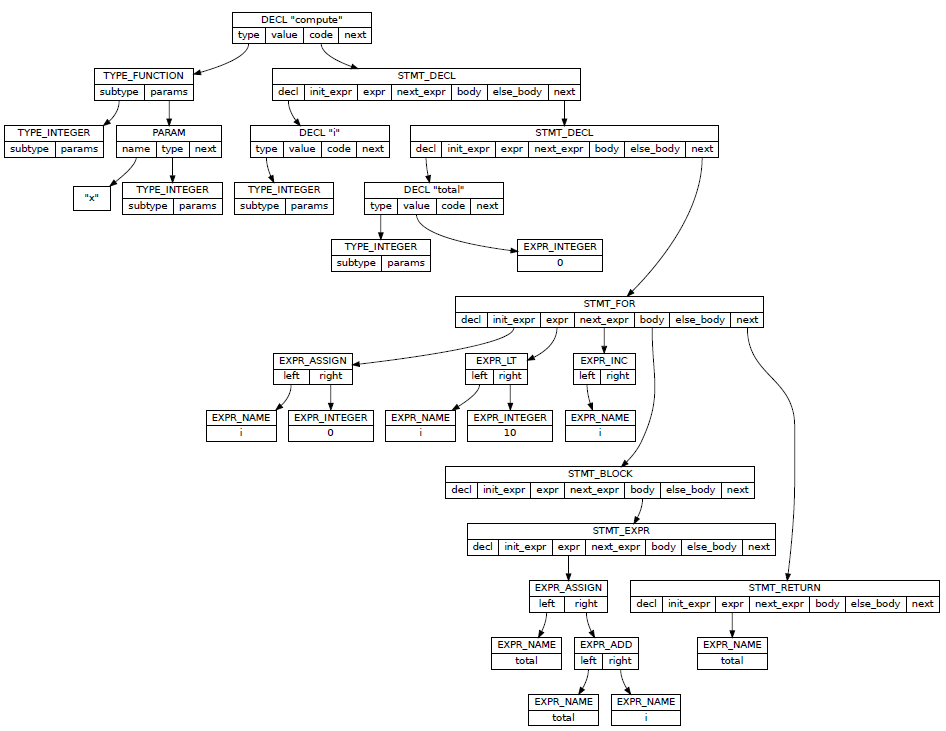 DECL "compute"
type value code next
TYPE_FUNCTION
subtype params
STMT_DECL
decl init_expr expr next_expr body else_body next
TYPE_INTEGER
subtype params
PARAM
name type next
DECL "i"
type value code next
STMT_DECL
decl init_expr expr next_expr body else_body next
"x"
TYPE_INTEGER
subtype params
TYPE_INTEGER
subtype params
DECL "total"
type value code next
TYPE_INTEGER
subtype params
EXPR_INTEGER
0
STMT_FOR
decl init_expr expr next_expr body else_body next
EXPR_ASSIGN
left right
EXPR_LT
left right
EXPR_INC
left right
EXPR_NAME
i
EXPR_INTEGER
0
EXPR_NAME
i
EXPR_INTEGER
10
EXPR_NAME
i
STMT_BLOCK
decl init_expr expr next_expr body else_body next
STMT_EXPR
decl init_expr expr next_expr body else_body next
EXPR_ASSIGN
left right
STMT_RETURN
decl init_expr expr next_expr body else_body next
EXPR_NAME
total
EXPR_ADD
left right
EXPR_NAME
total
EXPR_NAME
total
EXPR_NAME
i